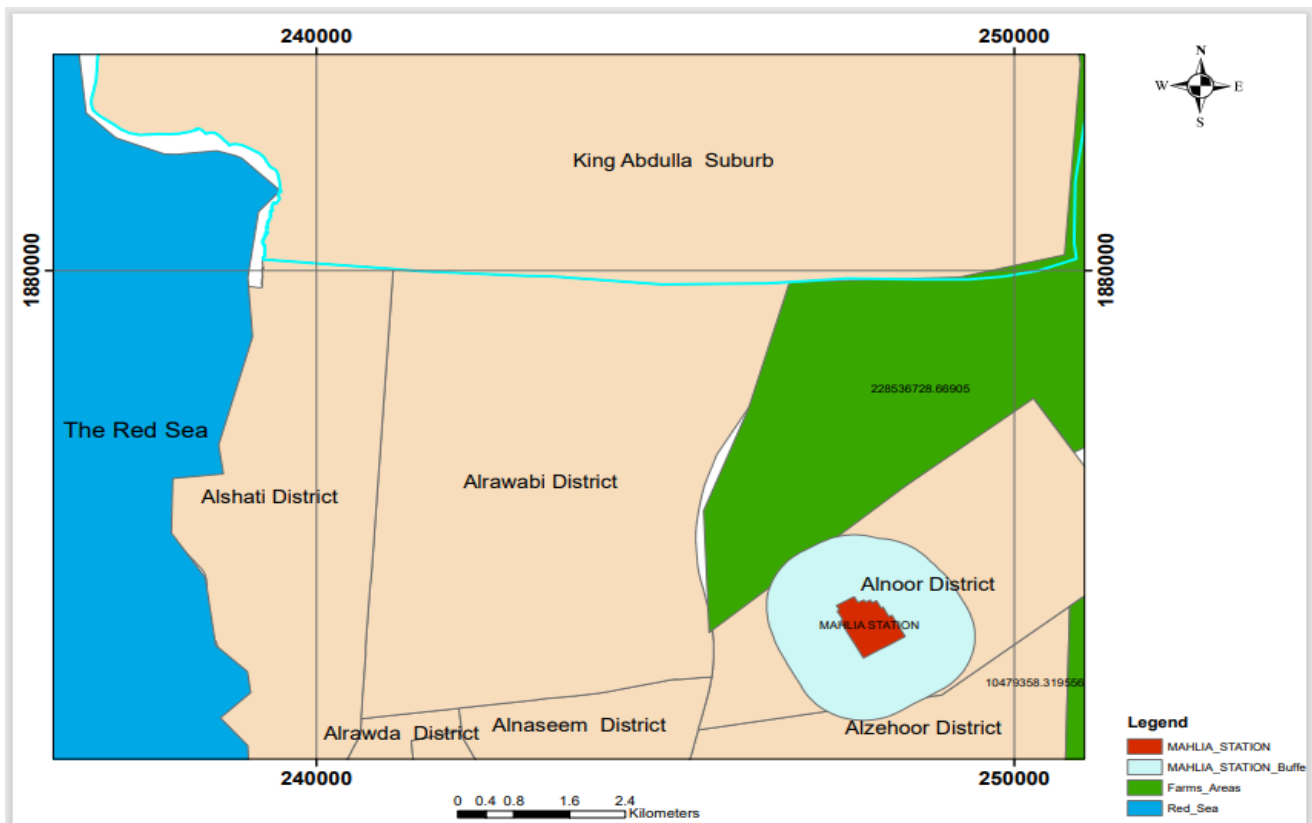 240000
250000
N
W
E
S
King Abdulla Suburb
1880000
1880000
228536728.66905
The Red Sea
Alrawabi District
Alshati District
Alnoor District
MAHLIA STATION
10479358.319556
Alrawda District
Alnaseem District
Alzehoor District
240000
250000
0 0.4 0.8 1.6 2.4
Kilometers
Legend
MAHLIA_STATION
MAHLIA_STATION_Buffe
Farms_Areas
Red_Sea